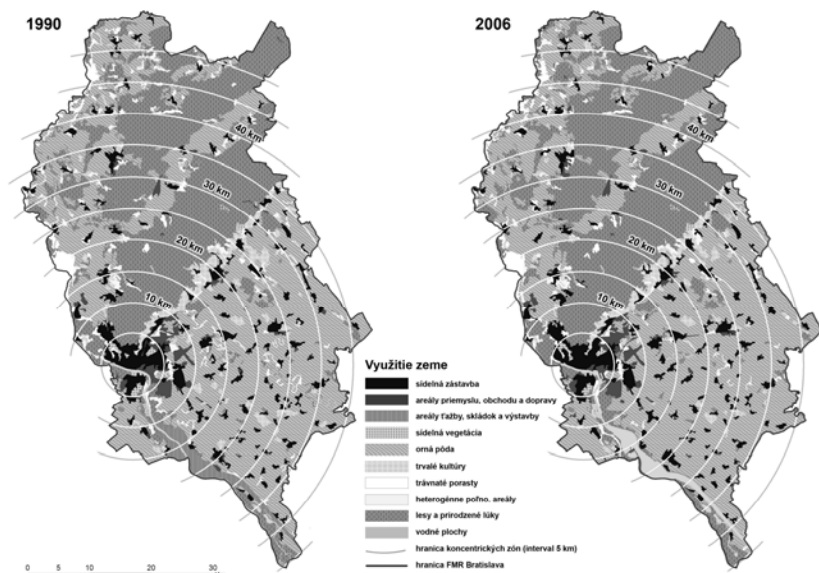 1990
2006
40 km
30 km
20 km
10 km
40 km
30 km
20 km
10 km
Využitie zeme
sídelná zástavba
areály priemyslu, obchodu a dopravy
areály ťažby, skládok a výstavby
sídelná vegetácia
orná pôda
trvalé kultúry
trávnaté porasty
heterogénne poľno. areály
lesy a prirodzené lúky
vodné plochy
hranica koncentrických zón (interval 5 km)
hranica FMR Bratislava
0 5 10 20 30